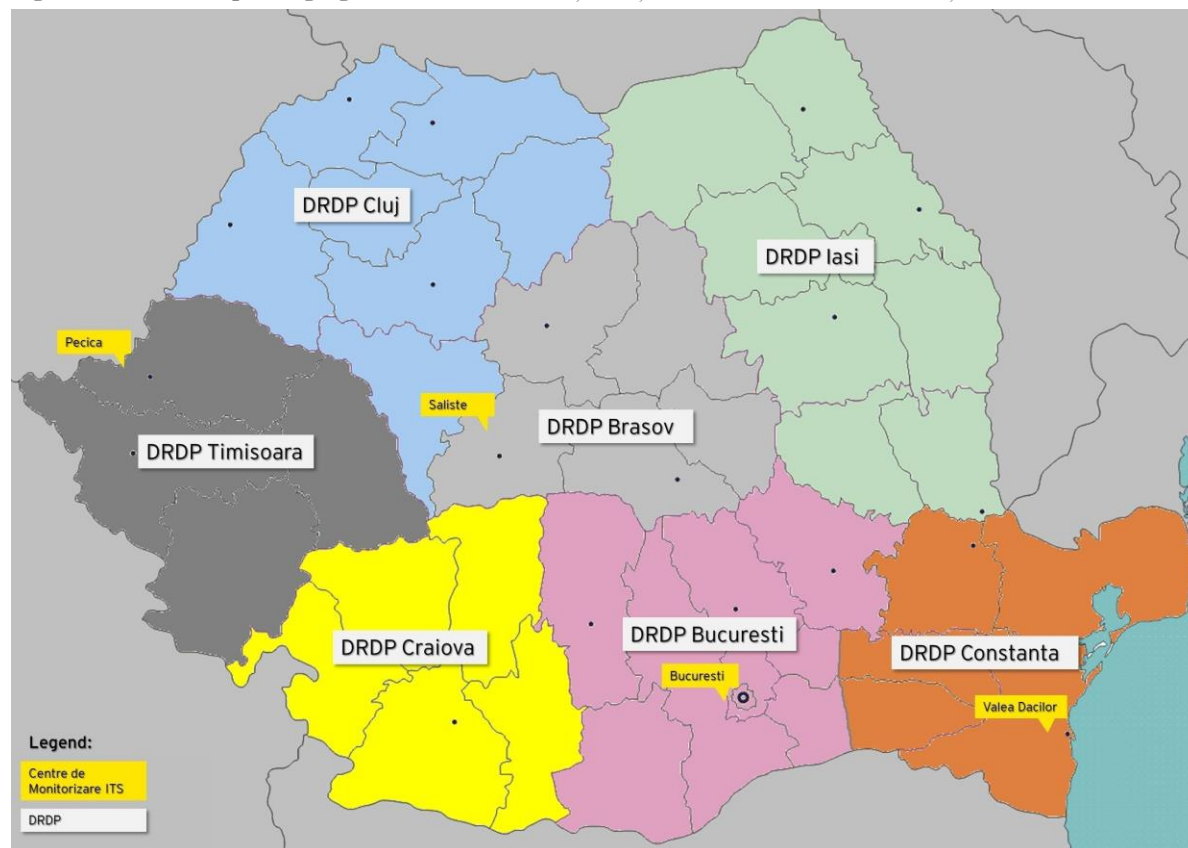 DRDP Cluj
DRDP Iasi
Pecica
Saliste
DRDP Brasov
DRDP Timisoara
DRDP Bucuresti
DRDP Craiova
DRDP Constanta
Bucuresti
Valea Dacilor
Legend:
Centre de
Monitorizare ITS
DRDP